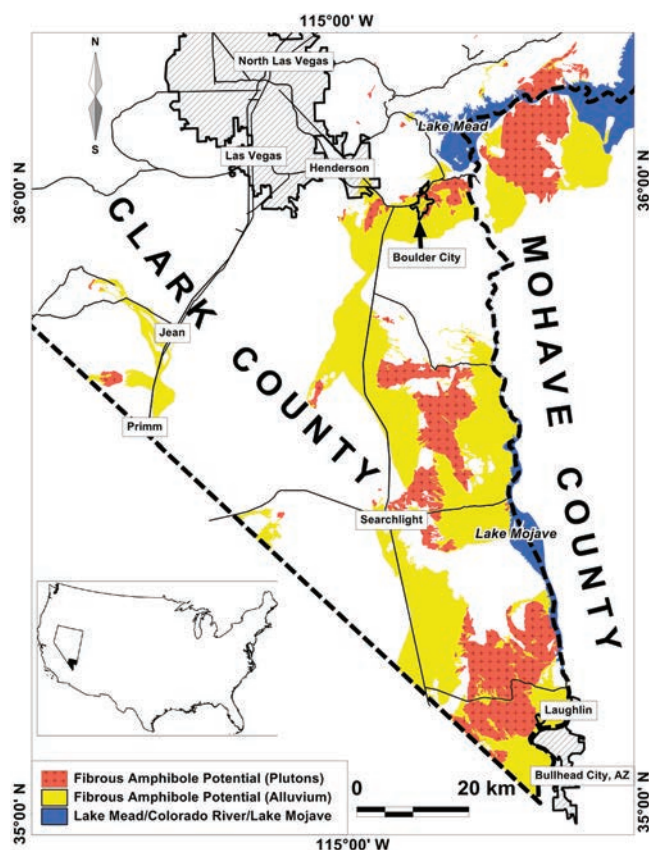 115°00' W
N
S
North Las Vegas
Lake Mead
Las Vegas
Henderson
36°00' N
36°00' N
CLARK COUNTY
MOHAVE COUNTY
Boulder City
Jean
Primm
Searchlight
Lake Mojave
Laughlin
Bullhead City, AZ
Fibrous Amphibole Potential (Plutons)
Fibrous Amphibole Potential (Alluvium)
Lake Mead/Colorado River/Lake Mojave
0 20 km
35°00' N
35°00' N
115°00' W